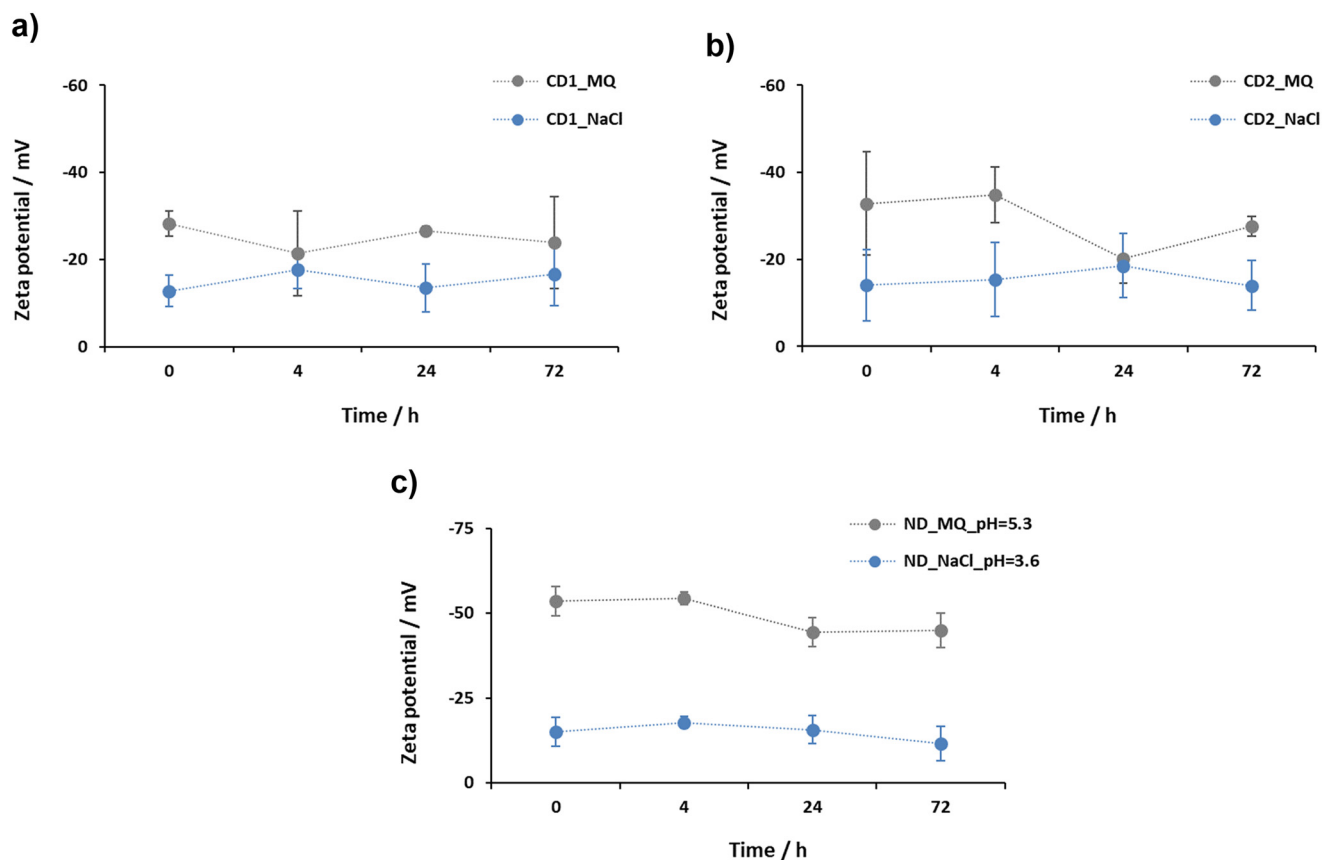 a)
CD1_MQ
CD1_NaCl
Zeta potential / mV
-60
-40
-20
0
0 4 24 72
Time / h
b)
CD2_MQ
CD2_NaCl
Zeta potential / mV
-60
-40
-20
0
0 4 24 72
Time / h
c)
ND_MQ_pH=5.3
ND_NaCl_pH=3.6
Zeta potential / mV
-75
-50
-25
0
0 4 24 72
Time / h